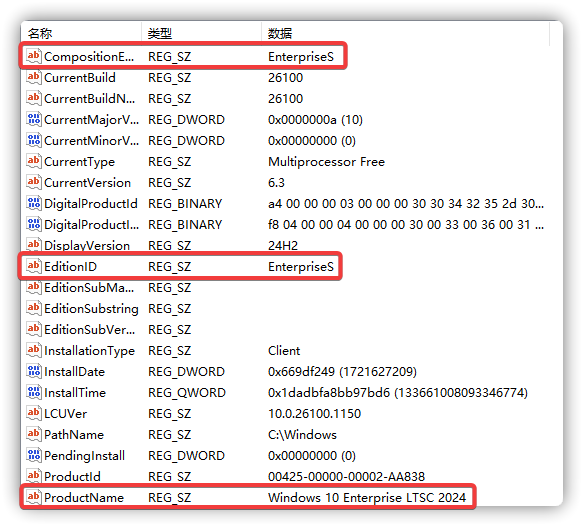 名称 类型 数据
CompositionE... REG_SZ EnterpriseS
CurrentBuild REG_SZ 26100
CurrentBuildN... REG_SZ 26100
CurrentMajorV... REG_DWORD 0x0000000a (10)
CurrentMinorV... REG_DWORD 0x00000000 (0)
CurrentType REG_SZ Multiprocessor Free
CurrentVersion REG_SZ 6.3
DigitalProductId REG_BINARY a4 00 00 00 03 00 00 00 30 30 34 32 35 2d 30...
DigitalProductI... REG_BINARY f8 04 00 00 04 00 00 00 30 00 33 00 36 00 31 ...
DisplayVersion REG_SZ 24H2
EditionID REG_SZ EnterpriseS
EditionSubMa... REG_SZ
EditionSubstring REG_SZ
EditionSubVer... REG_SZ
InstallationType REG_SZ Client
InstallDate REG_DWORD 0x669df249 (1721627209)
InstallTime REG_QWORD 0x1dadbfa8bb97bd6 (133661008093346774)
LCUVer REG_SZ 10.0.26100.1150
PathName REG_SZ C:\Windows
PendingInstall REG_DWORD 0x00000000 (0)
ProductId REG_SZ 00425-00000-00002-AA838
ProductName REG_SZ Windows 10 Enterprise LTSC 2024